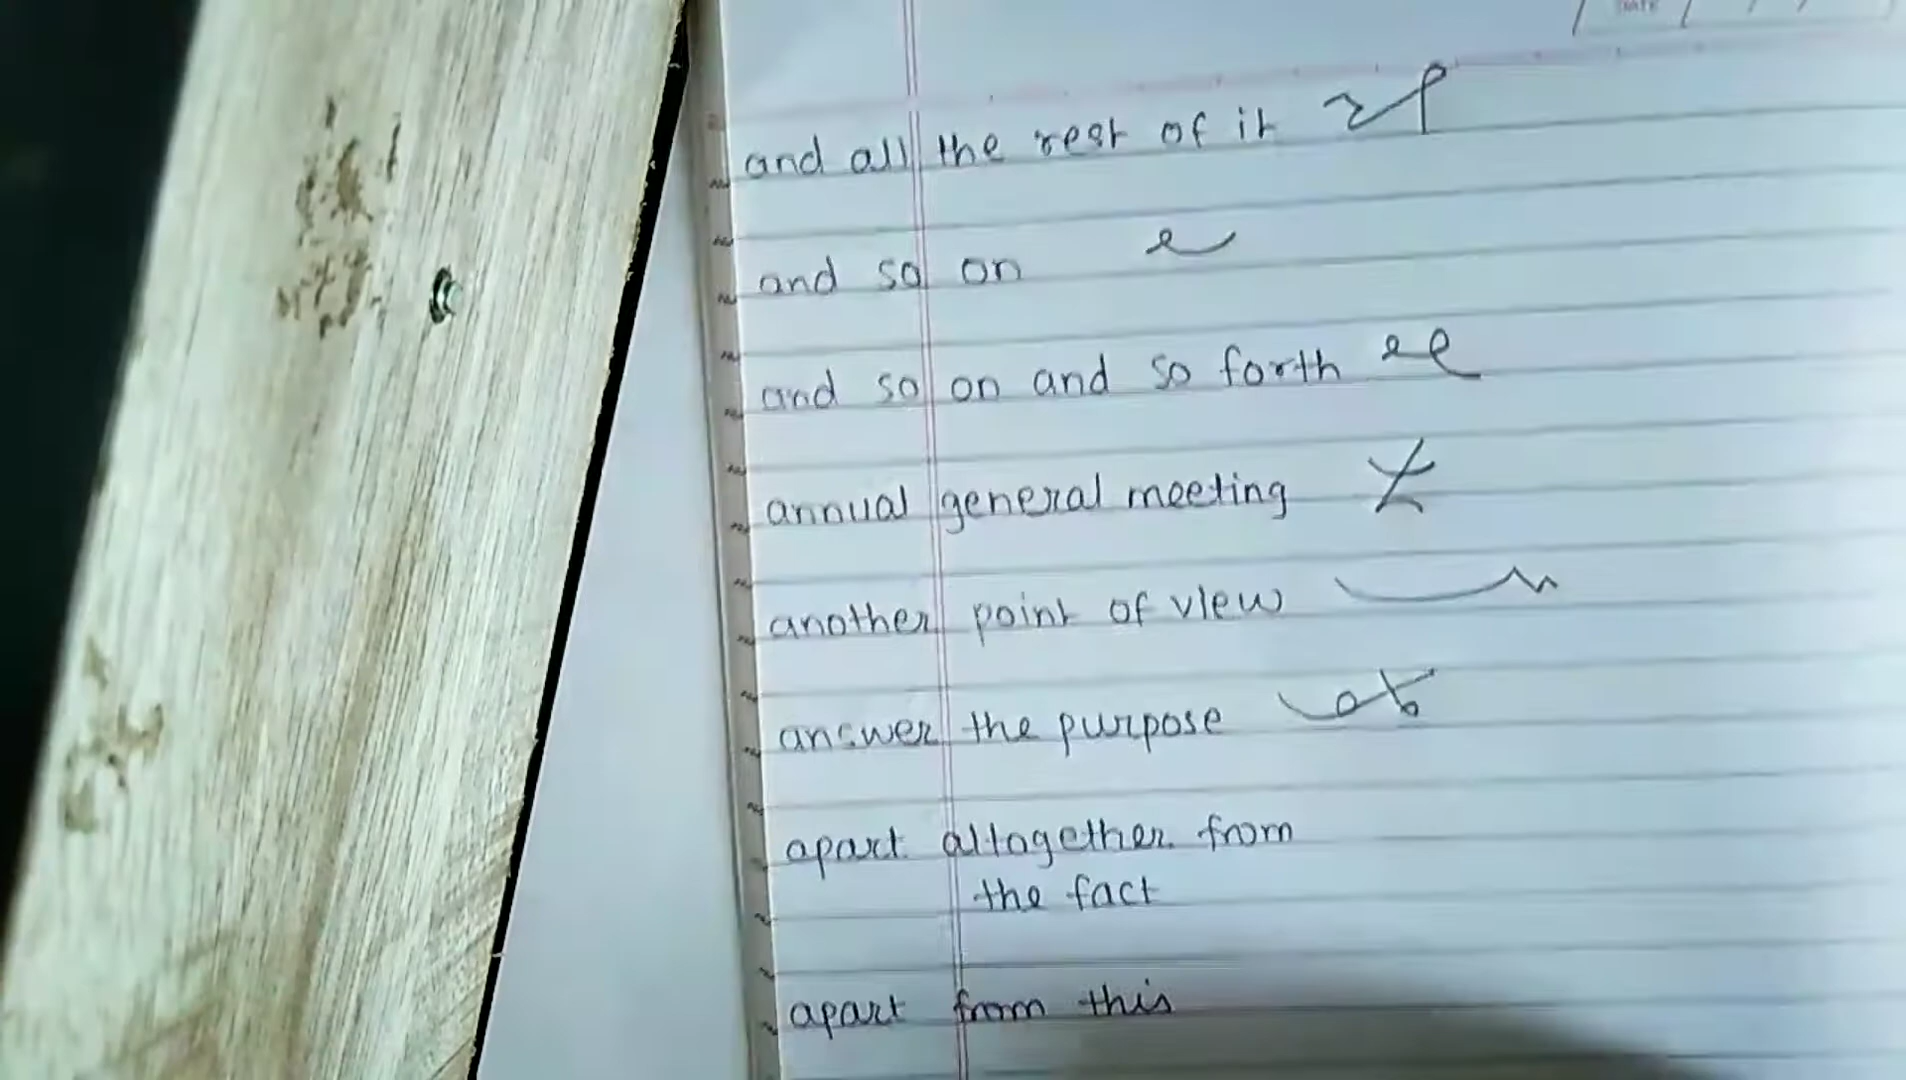 DATE
and all the rest of it
and so on
and so on and so forth
annual general meeting
another point of view
answer the purpose
apart altogether from
the fact
apart from this